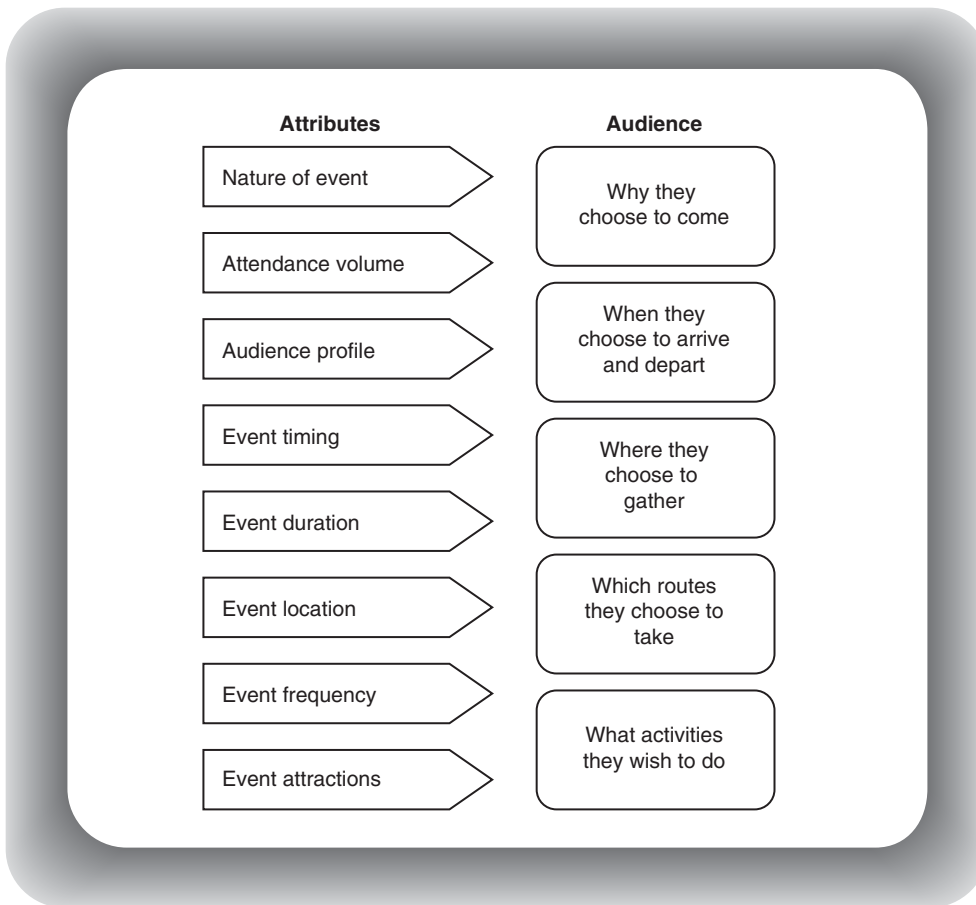 Attributes
Nature of event
Attendance volume
Audience profile
Event timing
Event duration
Event location
Event frequency
Event attractions
Audience
Why they
choose to come
When they
choose to arrive
and depart
Where they
choose to
gather
Which routes
they choose to
take
What activities
they wish to do